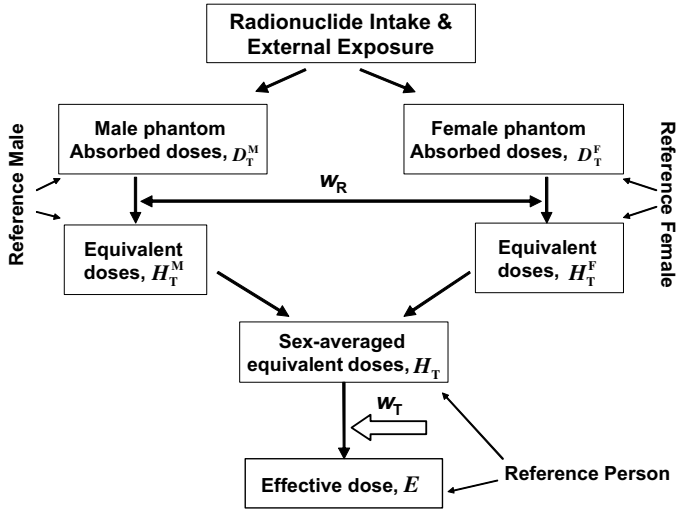 Radionuclide Intake &
External Exposure
Reference Male
Male phantom
Absorbed doses, D_T^M
Female phantom
Absorbed doses, D_T^F
Reference Female
w_R
Equivalent
doses, H_T^M
Equivalent
doses, H_T^F
Sex-averaged
equivalent doses, H_T
w_T
Effective dose, E
Reference Person